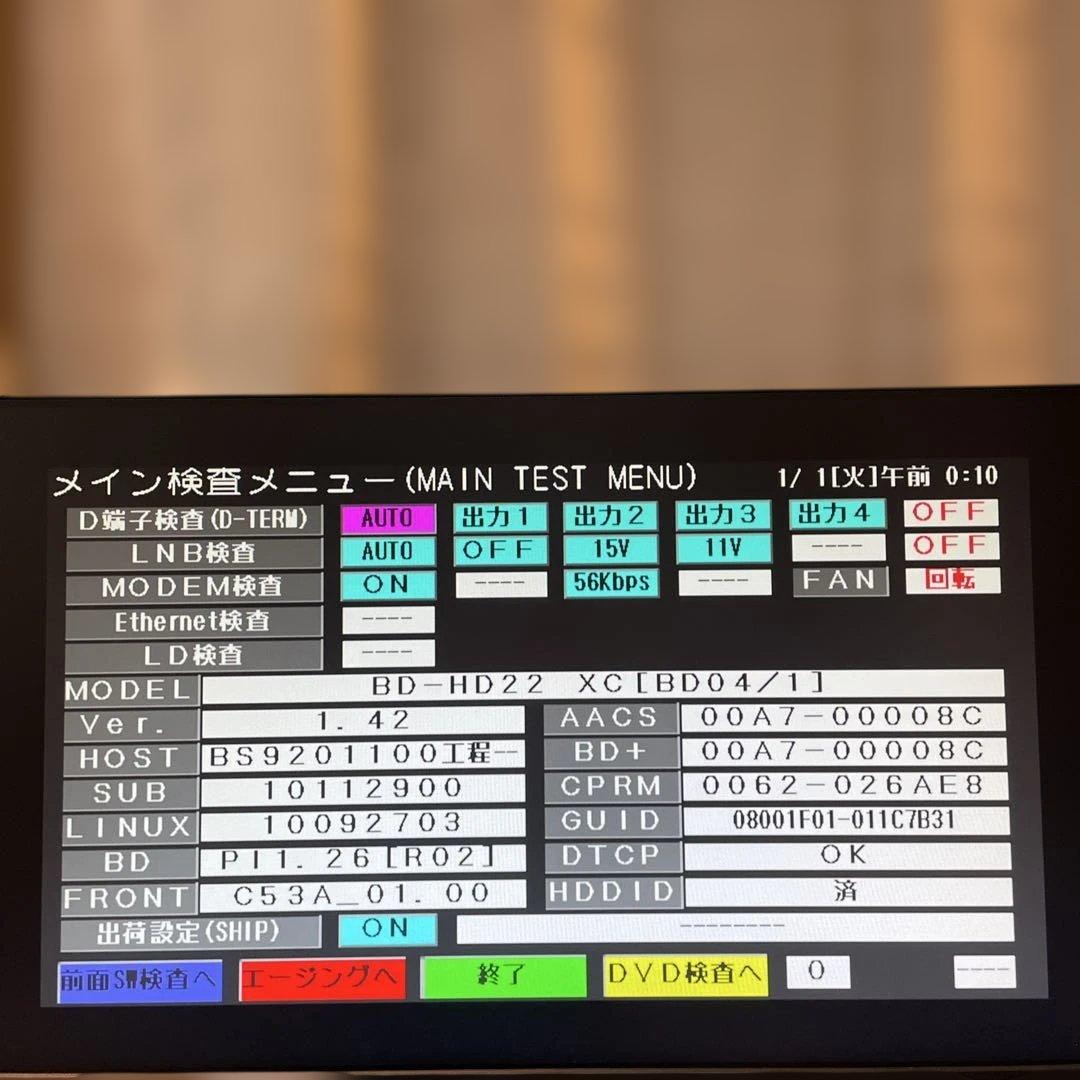 メイン検査メニュー(MAIN TEST MENU) 1/ 1[火]午前 0:10
D端子検査(D-TERM) AUTO 出力1 出力2 出力3 出力4 OFF
LNB検査 AUTO OFF 15V 11V ---- OFF
MODEM検査 ON ---- 56Kbps ---- FAN 回転
Ethernet検査 ----
LD検査 ----
MODEL BD-HD22 XC[BD04/1]
Ver. 1.42 AACS 00A7-00008C
HOST BS9201100工程-- BD+ 00A7-00008C
SUB 10112900 CPRM 0062-026AE8
LINUX 10092703 GUID 08001F01-011C7B31
BD PI1.26[R02] DTCP OK
FRONT C53A_01.00 HDDID 済
出荷設定(SHIP) ON --------
前面SW検査へ エージングへ 終了 DVD検査へ 0 ----